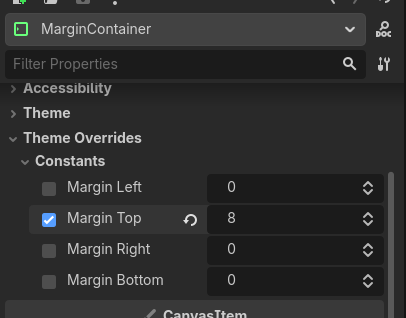 MarginContainer
DOC
Filter Properties
Accessibility
Theme
Theme Overrides
Constants
Margin Left 0
Margin Top 8
Margin Right 0
Margin Bottom 0
CanvasItem